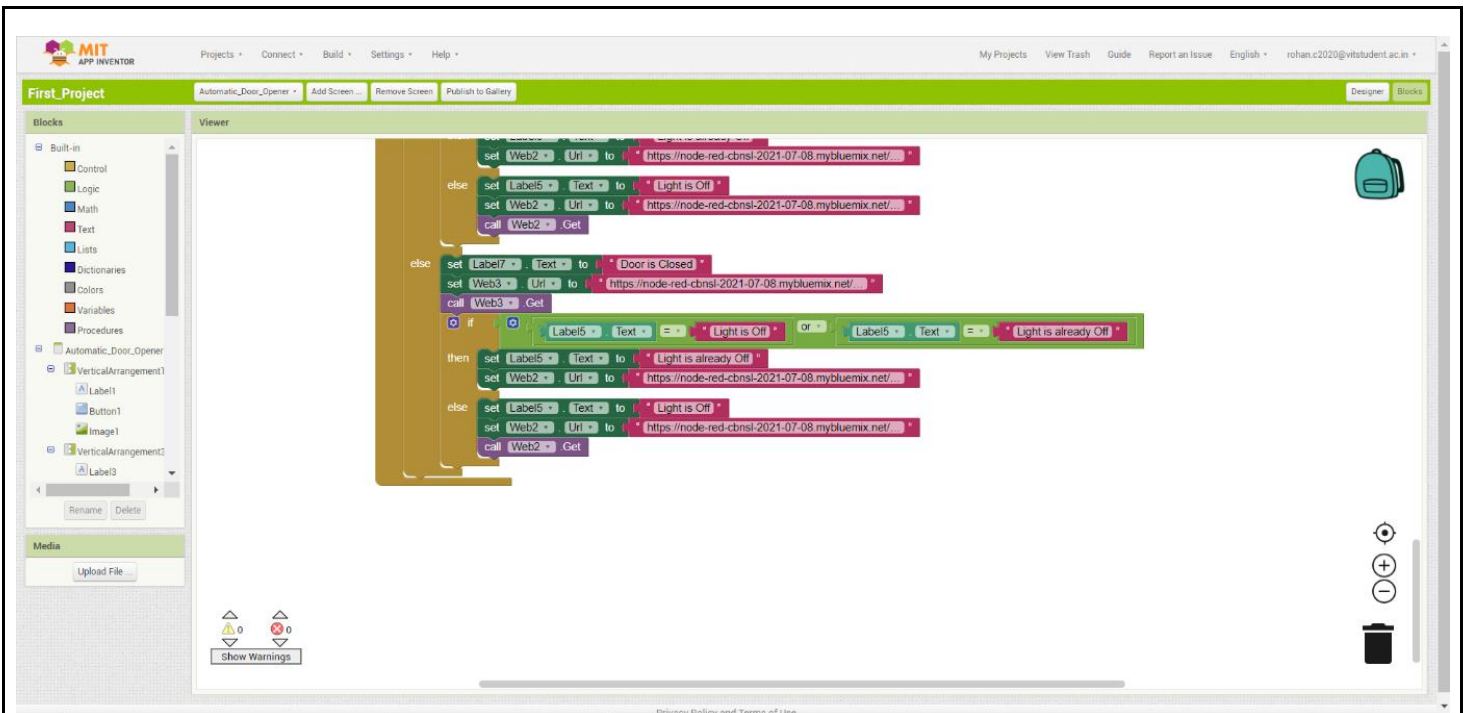 MIT
APP INVENTOR
Projects Connect Build Settings Help My Projects View Trash Guide Report an Issue English rohan.c2020@vitstudent.ac.in
First_Project Automatic_Door_Opener Add Screen ... Remove Screen Publish to Gallery Designer Blocks
Blocks Viewer
Built-in
Control
Logic
Math
Text
Lists
Dictionaries
Colors
Variables
Procedures
Automatic_Door_Opener
VerticalArrangement1
Label1
Button1
Image1
VerticalArrangement
Label3
Rename Delete
Media
Upload File ...
set Web2 . Url to " https://node-red-cbnsl-2021-07-08.mybluemix.net/... "
else set Label5 . Text to " Light is Off "
set Web2 . Url to " https://node-red-cbnsl-2021-07-08.mybluemix.net/... "
call Web2 .Get
else set Label7 . Text to " Door is Closed "
set Web3 . Url to " https://node-red-cbnsl-2021-07-08.mybluemix.net/... "
call Web3 .Get
if Label5 . Text = " Light is Off " or Label5 . Text = " Light is already Off "
then set Label5 . Text to " Light is already Off "
set Web2 . Url to " https://node-red-cbnsl-2021-07-08.mybluemix.net/... "
else set Label5 . Text to " Light is Off "
set Web2 . Url to " https://node-red-cbnsl-2021-07-08.mybluemix.net/... "
call Web2 .Get
0 0
Show Warnings
Privacy Policy and Terms of Use